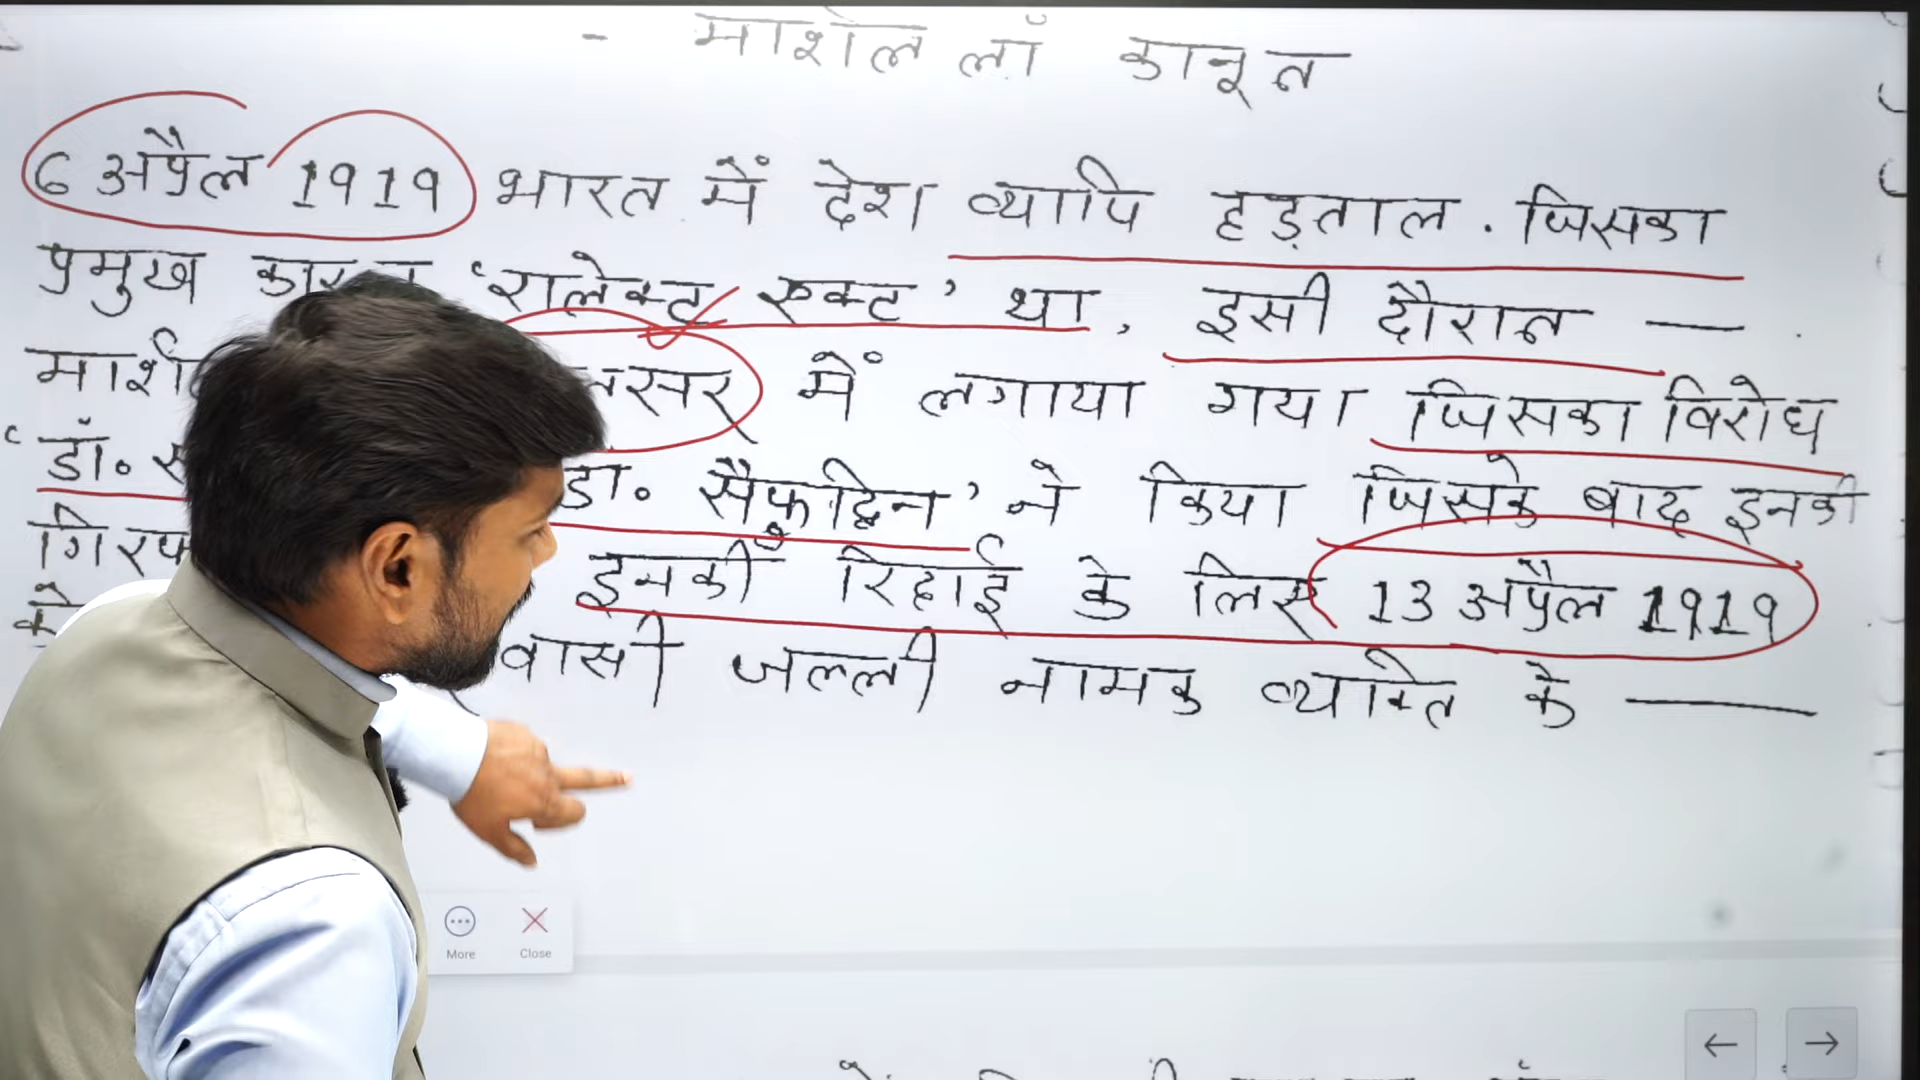 - मार्शल लॉ कानून
6 अप्रैल 1919 भारत में देश व्यापि हड़ताल . जिसका
प्रमुख कारन 'रालेक्ट एक्ट' था, इसी दौरान —
में लगाया गया जिसका विरोध
'डॉ. डा. सैफुद्दिन' ने किया जिसके बाद इनकी
इनकी रिहाई के लिए 13 अप्रैल 1919
वासी जल्ली नामक व्यक्ति के —
More Close